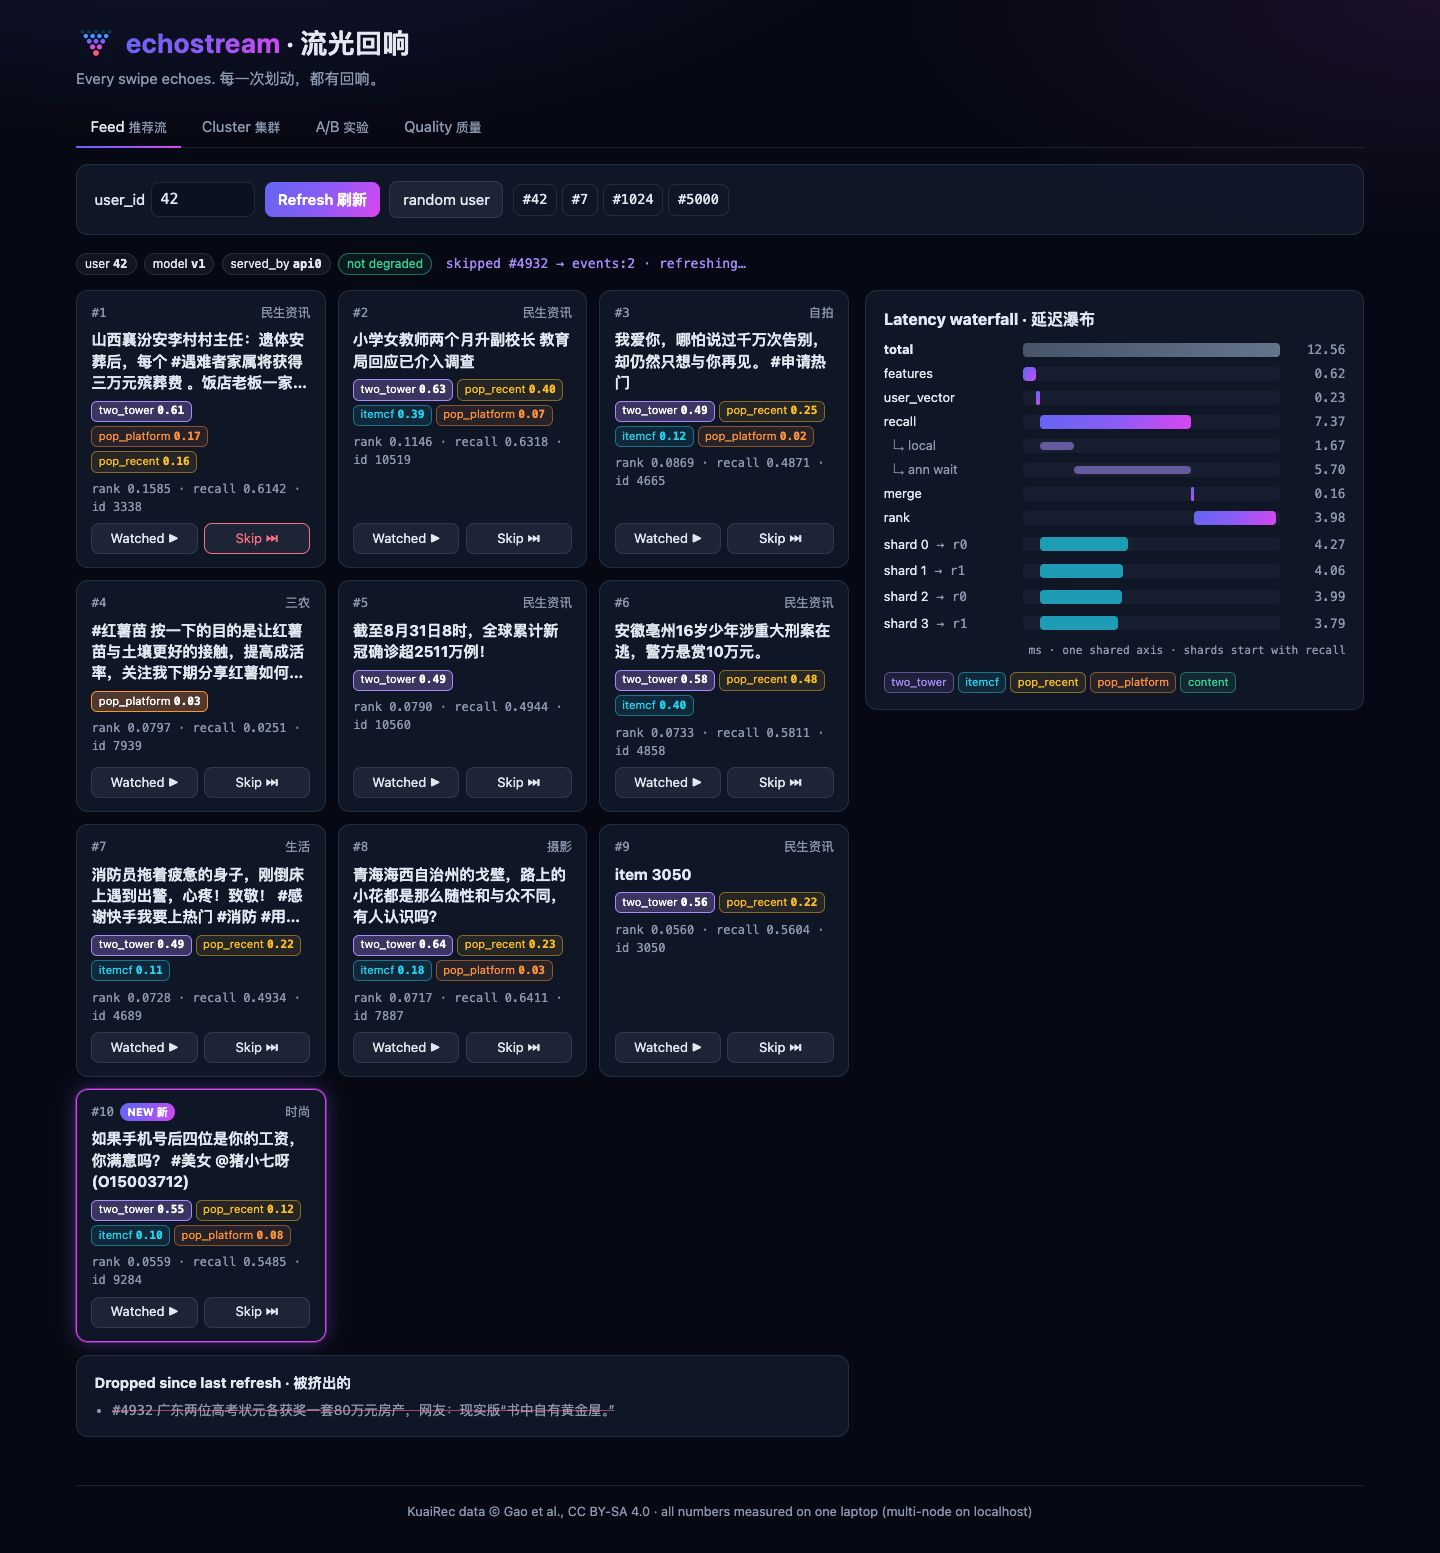 echostream · 流光回响
Every swipe echoes. 每一次划动，都有回响。
Feed 推荐流 Cluster 集群 A/B 实验 Quality 质量
user_id 42 Refresh 刷新 random user #42 #7 #1024 #5000
user 42 model v1 served_by api0 not degraded skipped #4932 → events:2 · refreshing…
#1 民生资讯
山西襄汾安李村村主任：遗体安
葬后，每个 #遇难者家属将获得
三万元殡葬费 。饭店老板一家...
two_tower 0.61
pop_platform 0.17
pop_recent 0.16
rank 0.1585 · recall 0.6142 ·
id 3338
Watched ▶ Skip ⏭
#2 民生资讯
小学女教师两个月升副校长 教育
局回应已介入调查
two_tower 0.63 pop_recent 0.40
itemcf 0.39 pop_platform 0.07
rank 0.1146 · recall 0.6318 ·
id 10519
Watched ▶ Skip ⏭
#3 自拍
我爱你，哪怕说过千万次告别，
却仍然只想与你再见。 #申请热
门
two_tower 0.49 pop_recent 0.25
itemcf 0.12 pop_platform 0.02
rank 0.0869 · recall 0.4871 ·
id 4665
Watched ▶ Skip ⏭
#4 三农
#红薯苗 按一下的目的是让红薯
苗与土壤更好的接触，提高成活
率，关注我下期分享红薯如何...
pop_platform 0.03
rank 0.0797 · recall 0.0251 ·
id 7939
Watched ▶ Skip ⏭
#5 民生资讯
截至8月31日8时，全球累计新
冠确诊超2511万例！
two_tower 0.49
rank 0.0790 · recall 0.4944 ·
id 10560
Watched ▶ Skip ⏭
#6 民生资讯
安徽亳州16岁少年涉重大刑案在
逃，警方悬赏10万元。
two_tower 0.58 pop_recent 0.48
itemcf 0.40
rank 0.0733 · recall 0.5811 ·
id 4858
Watched ▶ Skip ⏭
#7 生活
消防员拖着疲惫的身子，刚倒床
上遇到出警，心疼！致敬！ #感
谢快手我要上热门 #消防 #用...
two_tower 0.49 pop_recent 0.22
itemcf 0.11
rank 0.0728 · recall 0.4934 ·
id 4689
Watched ▶ Skip ⏭
#8 摄影
青海海西自治州的戈壁，路上的
小花都是那么随性和与众不同，
有人认识吗？
two_tower 0.64 pop_recent 0.23
itemcf 0.18 pop_platform 0.03
rank 0.0717 · recall 0.6411 ·
id 7887
Watched ▶ Skip ⏭
#9 民生资讯
item 3050
two_tower 0.56 pop_recent 0.22
rank 0.0560 · recall 0.5604 ·
id 3050
Watched ▶ Skip ⏭
#10 NEW 新 时尚
如果手机号后四位是你的工资，
你满意吗？ #美女 @猪小七呀
(O15003712)
two_tower 0.55 pop_recent 0.12
itemcf 0.10 pop_platform 0.08
rank 0.0559 · recall 0.5485 ·
id 9284
Watched ▶ Skip ⏭
Dropped since last refresh · 被挤出的
• #4932 广东两位高考状元各获奖一套80万元房产，网友：现实版“书中自有黄金屋。”
Latency waterfall · 延迟瀑布
total 12.56
features 0.62
user_vector 0.23
recall 7.37
∟ local 1.67
∟ ann wait 5.70
merge 0.16
rank 3.98
shard 0 → r0 4.27
shard 1 → r1 4.06
shard 2 → r0 3.99
shard 3 → r1 3.79
ms · one shared axis · shards start with recall
two_tower itemcf pop_recent pop_platform content
KuaiRec data © Gao et al., CC BY-SA 4.0 · all numbers measured on one laptop (multi-node on localhost)